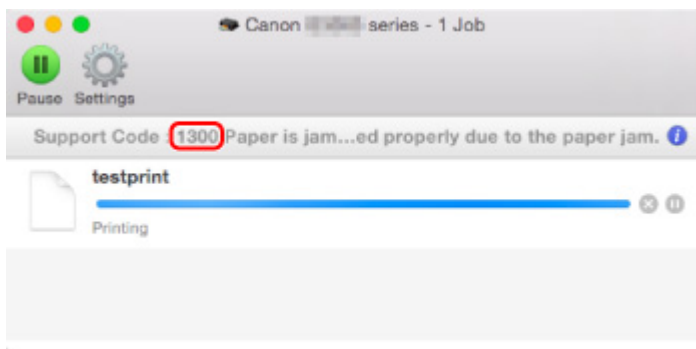 Canon series - 1 Job
Pause Settings
Support Code : 1300 Paper is jam...ed properly due to the paper jam.
testprint
Printing